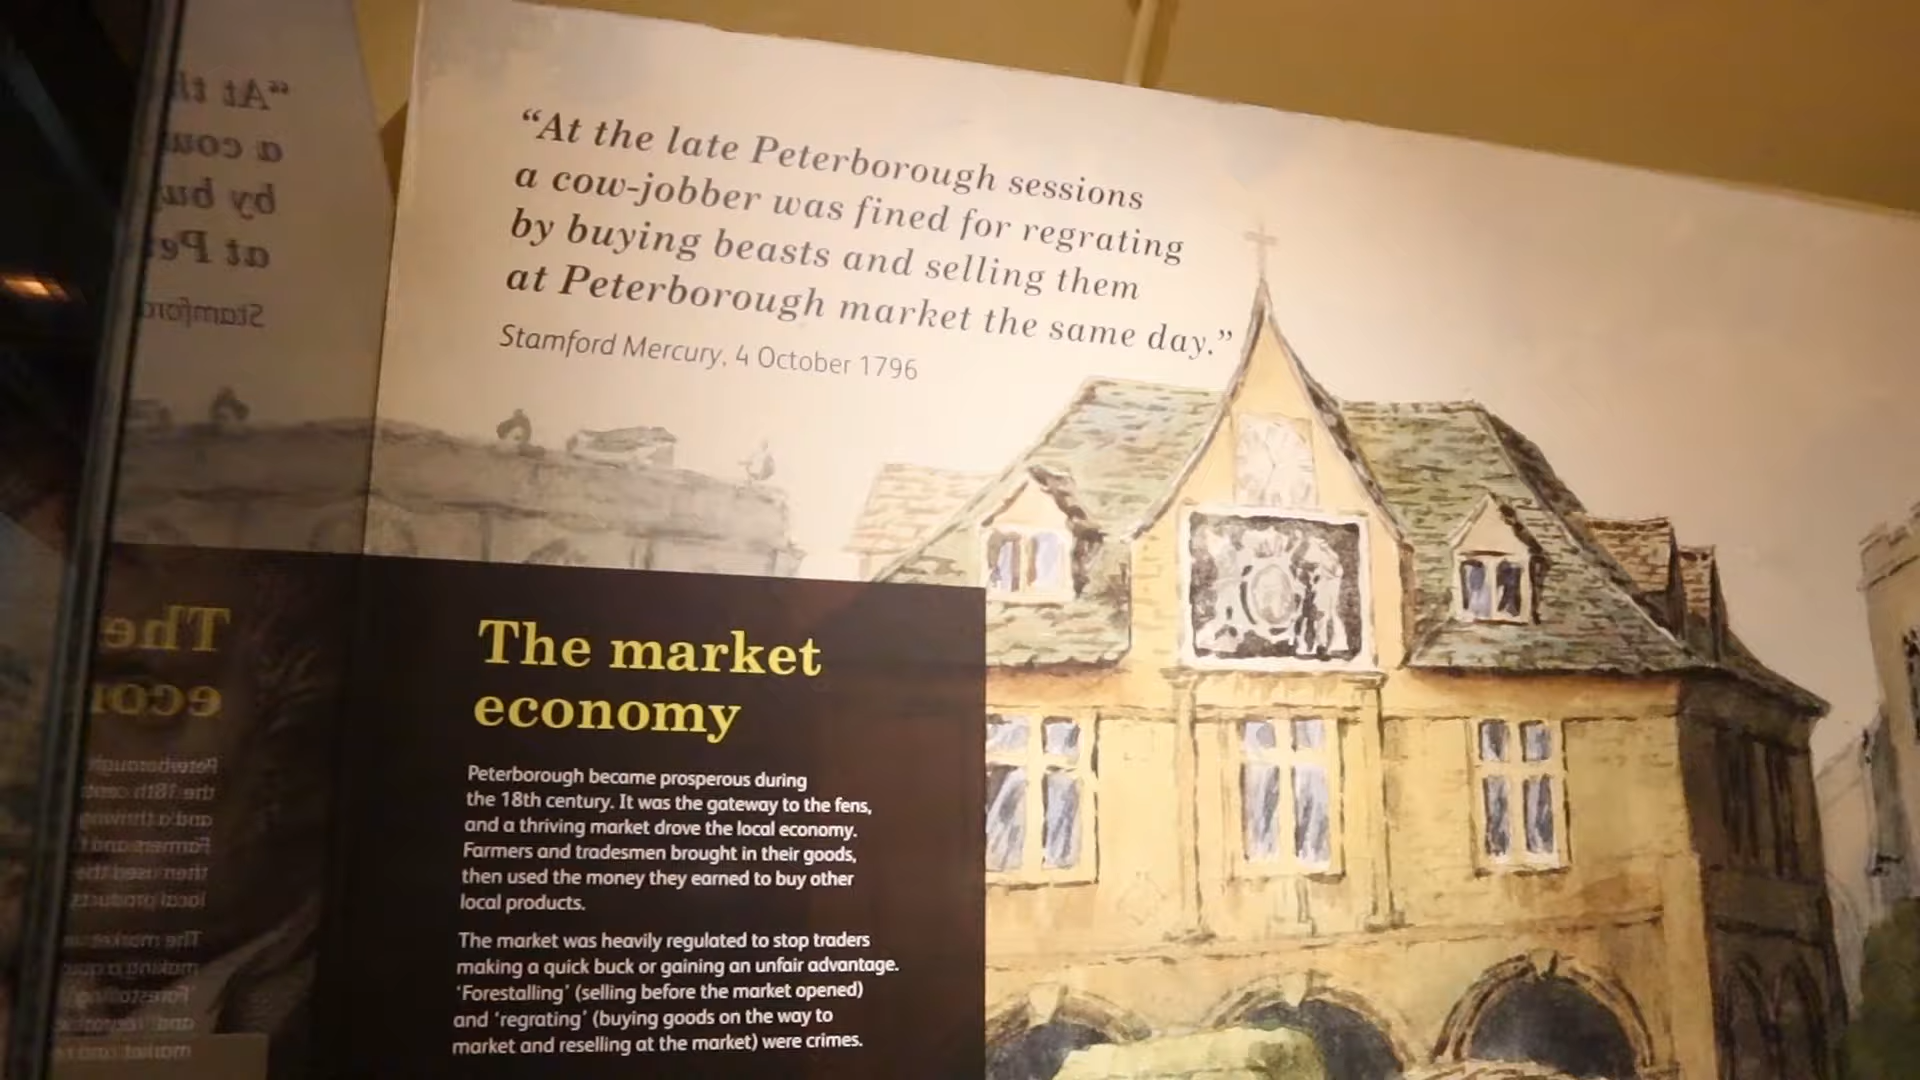 “At the late Peterborough sessions
a cow-jobber was fined for regrating
by buying beasts and selling them
at Peterborough market the same day.”
Stamford Mercury, 4 October 1796
The market
economy
Peterborough became prosperous during
the 18th century. It was the gateway to the fens,
and a thriving market drove the local economy.
Farmers and tradesmen brought in their goods,
then used the money they earned to buy other
local products.
The market was heavily regulated to stop traders
making a quick buck or gaining an unfair advantage.
‘Forestalling’ (selling before the market opened)
and ‘regrating’ (buying goods on the way to
market and reselling at the market) were crimes.